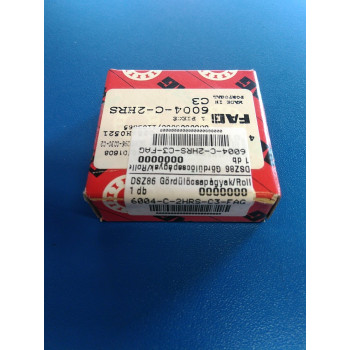 FAG
1 PIECE
MADE IN
PORTUGAL
6004-C-2HRS
C3
6004-C-2HRS-C3-FAG
DSZ86 Gördülőcsapágyak/Roll
1 db
0000000
DSZ86 Gördülőcsapágyak/Roll
1 db
0000000
6004-C-2HRS-C3-FAG